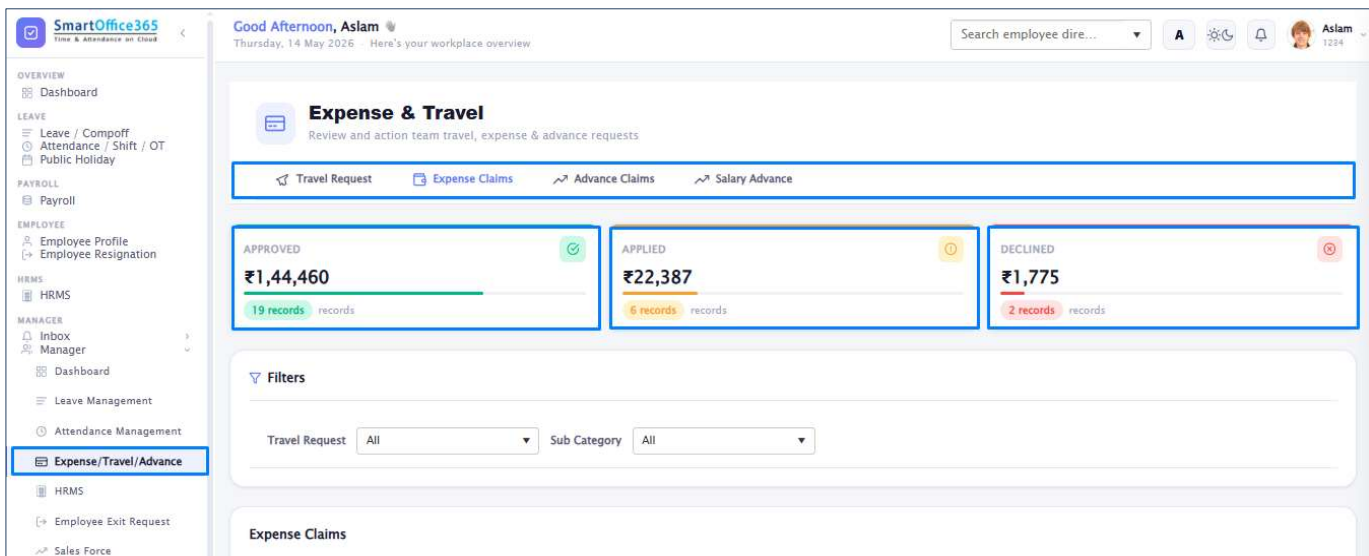 SmartOffice365
Time & Attendance on Cloud
OVERVIEW
Dashboard
LEAVE
Leave / Compoff
Attendance / Shift / OT
Public Holiday
PAYROLL
Payroll
EMPLOYEE
Employee Profile
Employee Resignation
HRMS
HRMS
MANAGER
Inbox
Manager
Dashboard
Leave Management
Attendance Management
Expense/Travel/Advance
HRMS
Employee Exit Request
Sales Force
Good Afternoon, Aslam
Thursday, 14 May 2026 Here's your workplace overview
Search employee dire...
A
Aslam
1234
Expense & Travel
Review and action team travel, expense & advance requests
Travel Request Expense Claims Advance Claims Salary Advance
APPROVED
₹1,44,460
19 records records
APPLIED
₹22,387
6 records records
DECLINED
₹1,775
2 records records
Filters
Travel Request All Sub Category All
Expense Claims